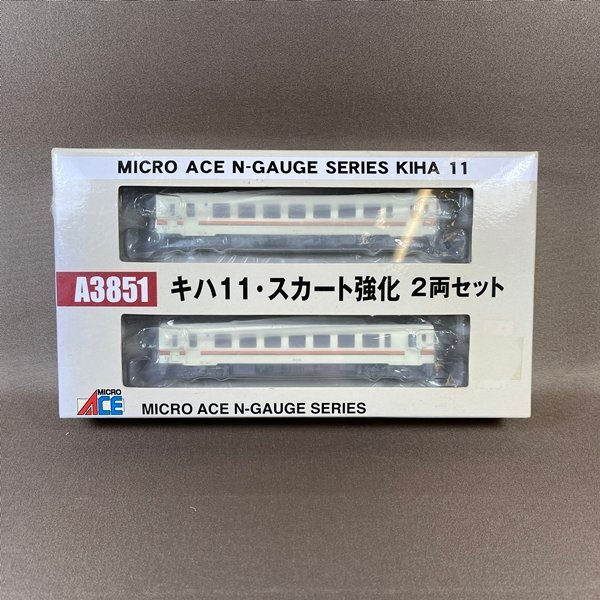 MICRO ACE N-GAUGE SERIES KIHA 11
A3851 キハ11・スカート強化 2両セット
MICRO ACE
MICRO ACE N-GAUGE SERIES